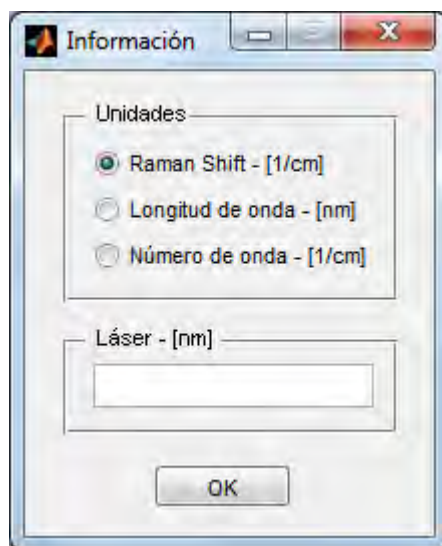 Información
Unidades
Raman Shift - [1/cm]
Longitud de onda - [nm]
Número de onda - [1/cm]
Láser - [nm]
OK